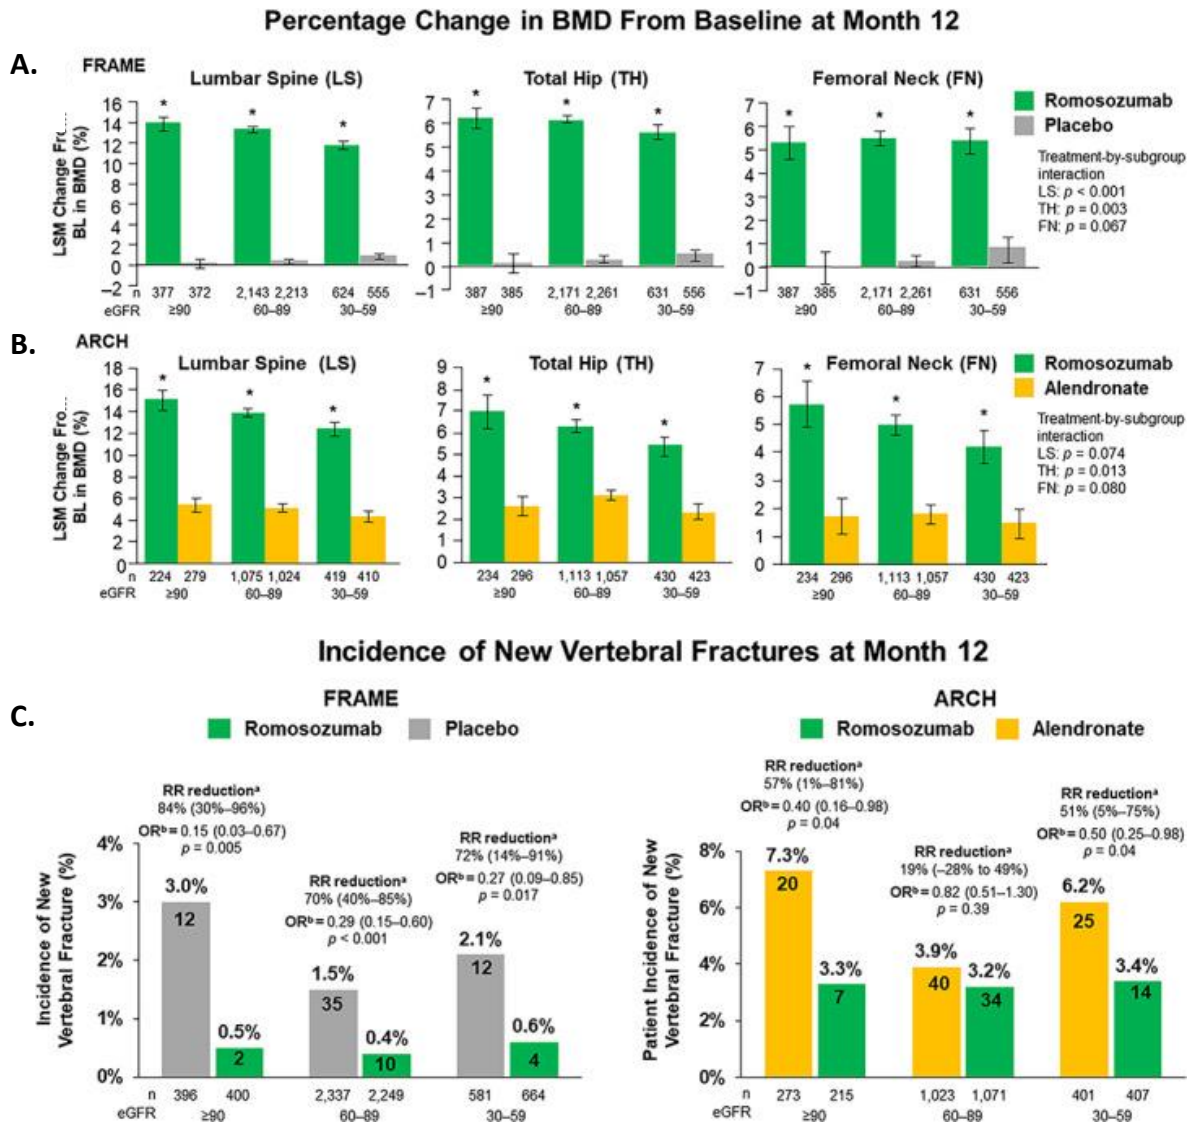 Percentage Change in BMD From Baseline at Month 12
A.
FRAME
Lumbar Spine (LS)
Total Hip (TH)
Femoral Neck (FN)
Romosozumab
Placebo
Treatment-by-subgroup
interaction
LS: p < 0.001
TH: p = 0.003
FN: p = 0.067
LSM Change Fr...
BL in BMD (%)
16
14
12
10
8
6
4
2
0
–2
* * *
n 377 372 2,143 2,213 624 555
eGFR ≥90 60–89 30–59
7
6
5
4
3
2
1
0
–1
* * *
387 385 2,171 2,261 631 556
≥90 60–89 30–59
7
6
5
4
3
2
1
0
–1
* * *
387 385 2,171 2,261 631 556
≥90 60–89 30–59
B.
ARCH
Lumbar Spine (LS)
Total Hip (TH)
Femoral Neck (FN)
Romosozumab
Alendronate
Treatment-by-subgroup
interaction
LS: p = 0.074
TH: p = 0.013
FN: p = 0.080
LSM Change Fro...
BL in BMD (%)
18
16
14
12
10
8
6
4
2
0
* * *
n 224 279 1,075 1,024 419 410
eGFR ≥90 60–89 30–59
9
8
7
6
5
4
3
2
1
0
* * *
234 296 1,113 1,057 430 423
≥90 60–89 30–59
7
6
5
4
3
2
1
0
* * *
234 296 1,113 1,057 430 423
≥90 60–89 30–59
Incidence of New Vertebral Fractures at Month 12
C.
FRAME
Romosozumab Placebo
Incidence of New
Vertebral Fracture (%)
4%
3%
2%
1%
0%
RR reductionᵃ
84% (30%–96%)
ORᵇ = 0.15 (0.03–0.67)
p = 0.005
3.0%
12
0.5%
2
RR reductionᵃ
70% (40%–85%)
ORᵇ = 0.29 (0.15–0.60)
p < 0.001
1.5%
35
0.4%
10
RR reductionᵃ
72% (14%–91%)
ORᵇ = 0.27 (0.09–0.85)
p = 0.017
2.1%
12
0.6%
4
n 396 400 2,337 2,249 581 664
eGFR ≥90 60–89 30–59
ARCH
Romosozumab Alendronate
Patient Incidence of New
Vertebral Fracture (%)
8%
6%
4%
2%
0%
RR reductionᵃ
57% (1%–81%)
ORᵇ = 0.40 (0.16–0.98)
p = 0.04
7.3%
20
3.3%
7
RR reductionᵃ
19% (–28% to 49%)
ORᵇ = 0.82 (0.51–1.30)
p = 0.39
3.9%
40
3.2%
34
RR reductionᵃ
51% (5%–75%)
ORᵇ = 0.50 (0.25–0.98)
p = 0.04
6.2%
25
3.4%
14
n 273 215 1,023 1,071 401 407
eGFR ≥90 60–89 30–59